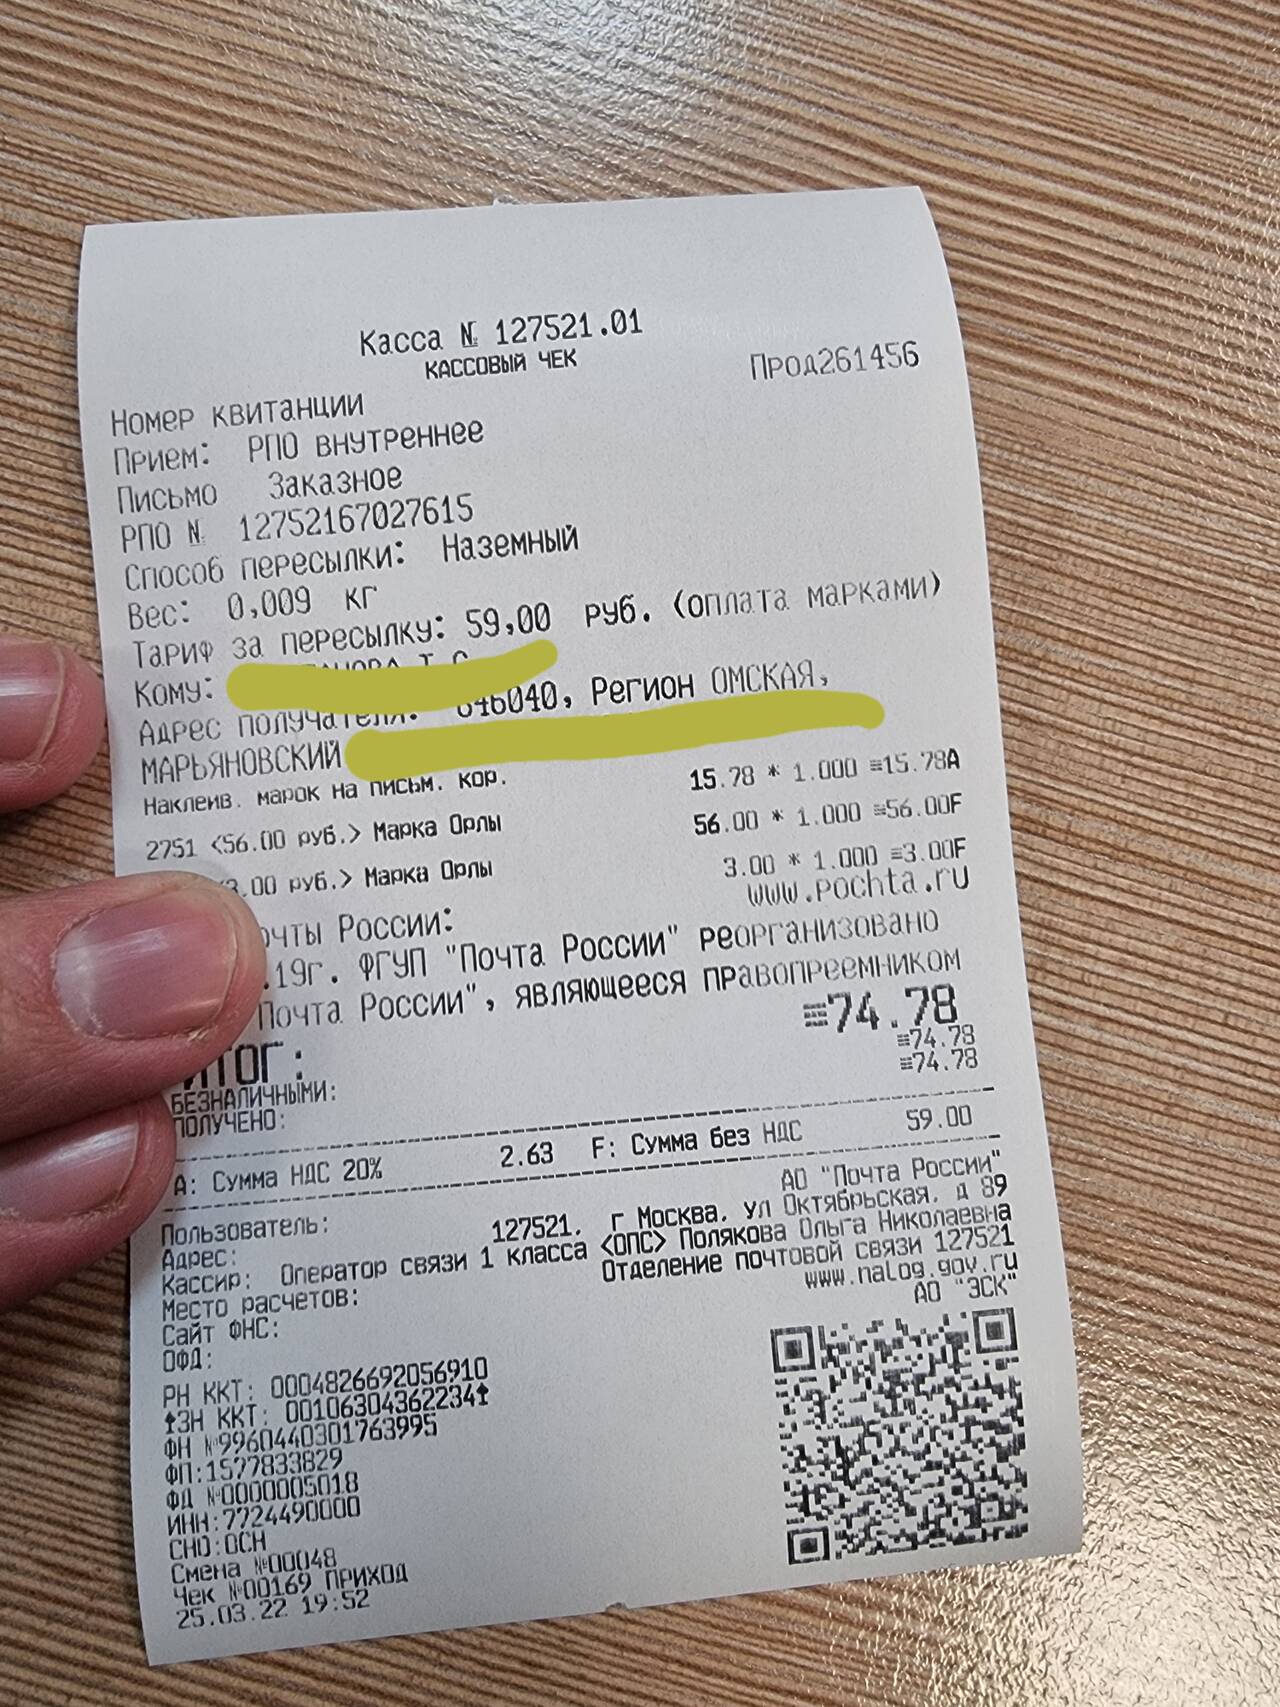 Касса № 127521.01
КАССОВЫЙ ЧЕК
Прод261456
Номер квитанции
Прием: РПО внутреннее
Письмо Заказное
РПО № 12752167027615
Способ пересылки: Наземный
Вес: 0,009 кг
Тариф за пересылку: 59,00 руб. (оплата марками)
Кому:
Адрес получателя: 646040, Регион ОМСКАЯ,
МАРЬЯНОВСКИЙ
Наклеив. марок на письм. кор. 15.78 * 1.000 ≡15.78А
2751 <56.00 руб.> Марка Орлы 56.00 * 1.000 ≡56.00F
3.00 руб.> Марка Орлы 3.00 * 1.000 ≡3.00F
www.pochta.ru
России:
.19г. ФГУП "Почта России" реорганизовано
Почта России", являющееся правопреемником
ИТОГ: ≡74.78
БЕЗНАЛИЧНЫМИ: ≡74.78
ПОЛУЧЕНО: ≡74.78
А: Сумма НДС 20% 2.63 F: Сумма без НДС 59.00
Пользователь: АО "Почта России"
Адрес: 127521, г Москва, ул Октябрьская, д 89
Кассир: Оператор связи 1 класса <ОПС> Полякова Ольга Николаевна
Место расчетов: Отделение почтовой связи 127521
Сайт ФНС: www.nalog.gov.ru
ОФД: АО "ЭСК"
РН ККТ: 0004826692056910
ЗН ККТ: 00106304362234
ФН №9960440301763995
ФП:1577833829
ФД №0000005018
ИНН:7724490000
СНО:ОСН
Смена №00048
Чек №00169 ПРИХОД
25.03.22 19:52